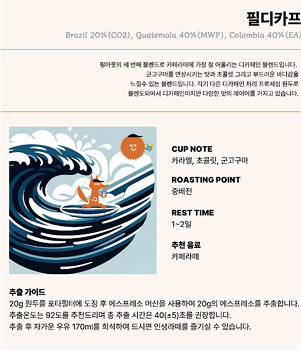 필디카프
Brazil 20%(CO2), Guatemala 40%(MWP), Colombia 40%(EA)
필아웃의 세 번째 블렌드로 카페라떼에 가장 잘 어울리는 디카페인 블렌드입니다.
군고구마를 연상시키는 맛과 초콜릿 그리고 부드러운 바디감을
느낄수 있는 블렌드입니다. 각기 다른 디카페인 처리 프로세싱 원두로
블렌드되어서 디카페인이지만 다양한 맛의 레이어를 가지고 있습니다.
CUP NOTE
카라멜, 초콜릿, 군고구마
ROASTING POINT
중배전
REST TIME
1~2일
추천 음료
카페라떼
추출 가이드
20g 원두를 포타필터에 도징 후 에스프레소 머신을 사용하여 20g의 에스프레소를 추출합니다.
추출온도는 92도를 추천드리며 총 추출 시간은 40(±5)초를 권장합니다.
추출 후 차가운 우유 170ml를 희석하여 드시면 인생라떼를 즐기실 수 있습니다.